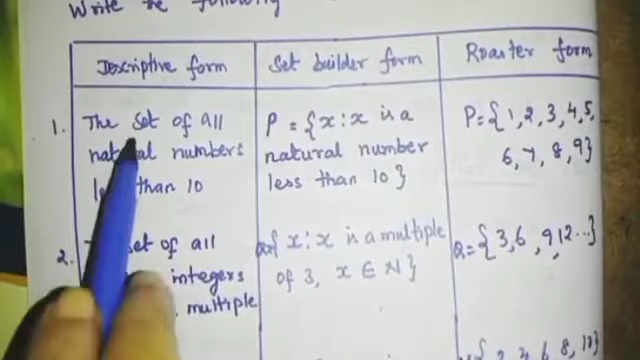 Write the following
Descriptive form
Set builder form
Roaster form
1. The set of all
natural numbers
less than 10
P = {x : x is a
natural number
less than 10}
P = {1, 2, 3, 4, 5,
6, 7, 8, 9}
2. set of all
integers
multiple
{x : x is a multiple
of 3, x ∈ N}
Q = {3, 6, 9, 12 ...}